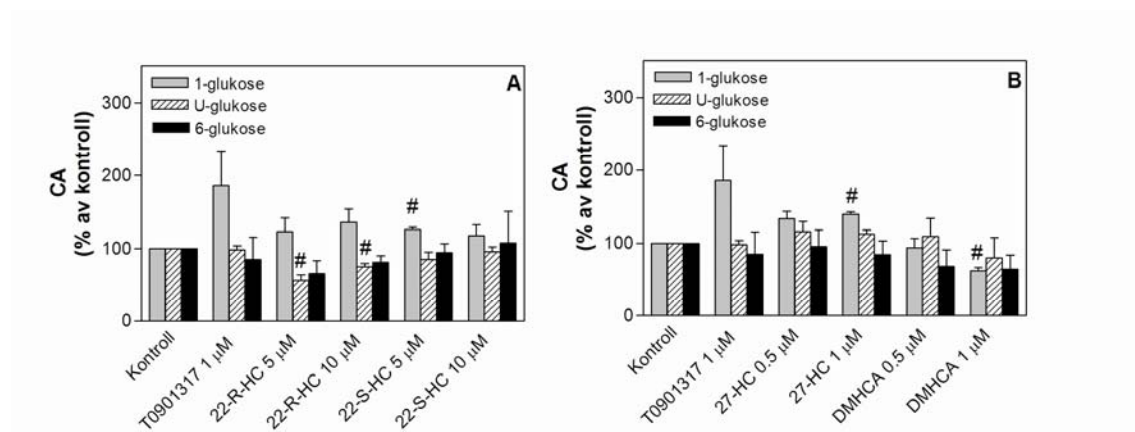 A
1-glukose
U-glukose
6-glukose
CA
(% av kontroll)
300
200
100
0
Kontroll
T0901317 1 µM
22-R-HC 5 µM
22-R-HC 10 µM
22-S-HC 5 µM
22-S-HC 10 µM
#
#
#
B
1-glukose
U-glukose
6-glukose
CA
(% av kontroll)
300
200
100
0
Kontroll
T0901317 1 µM
27-HC 0.5 µM
27-HC 1 µM
DMHCA 0.5 µM
DMHCA 1 µM
#
#